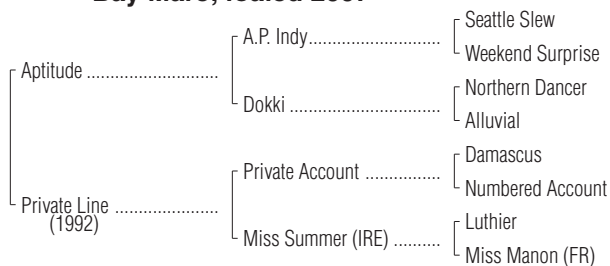 Bay Mare, foaled
Seattle Slew
A.P. Indy
Weekend Surprise
Aptitude
Northern Dancer
Dokki
Alluvial
Damascus
Private Account
Numbered Account
Private Line
(1992)
Luthier
Miss Summer (IRE)
Miss Manon (FR)